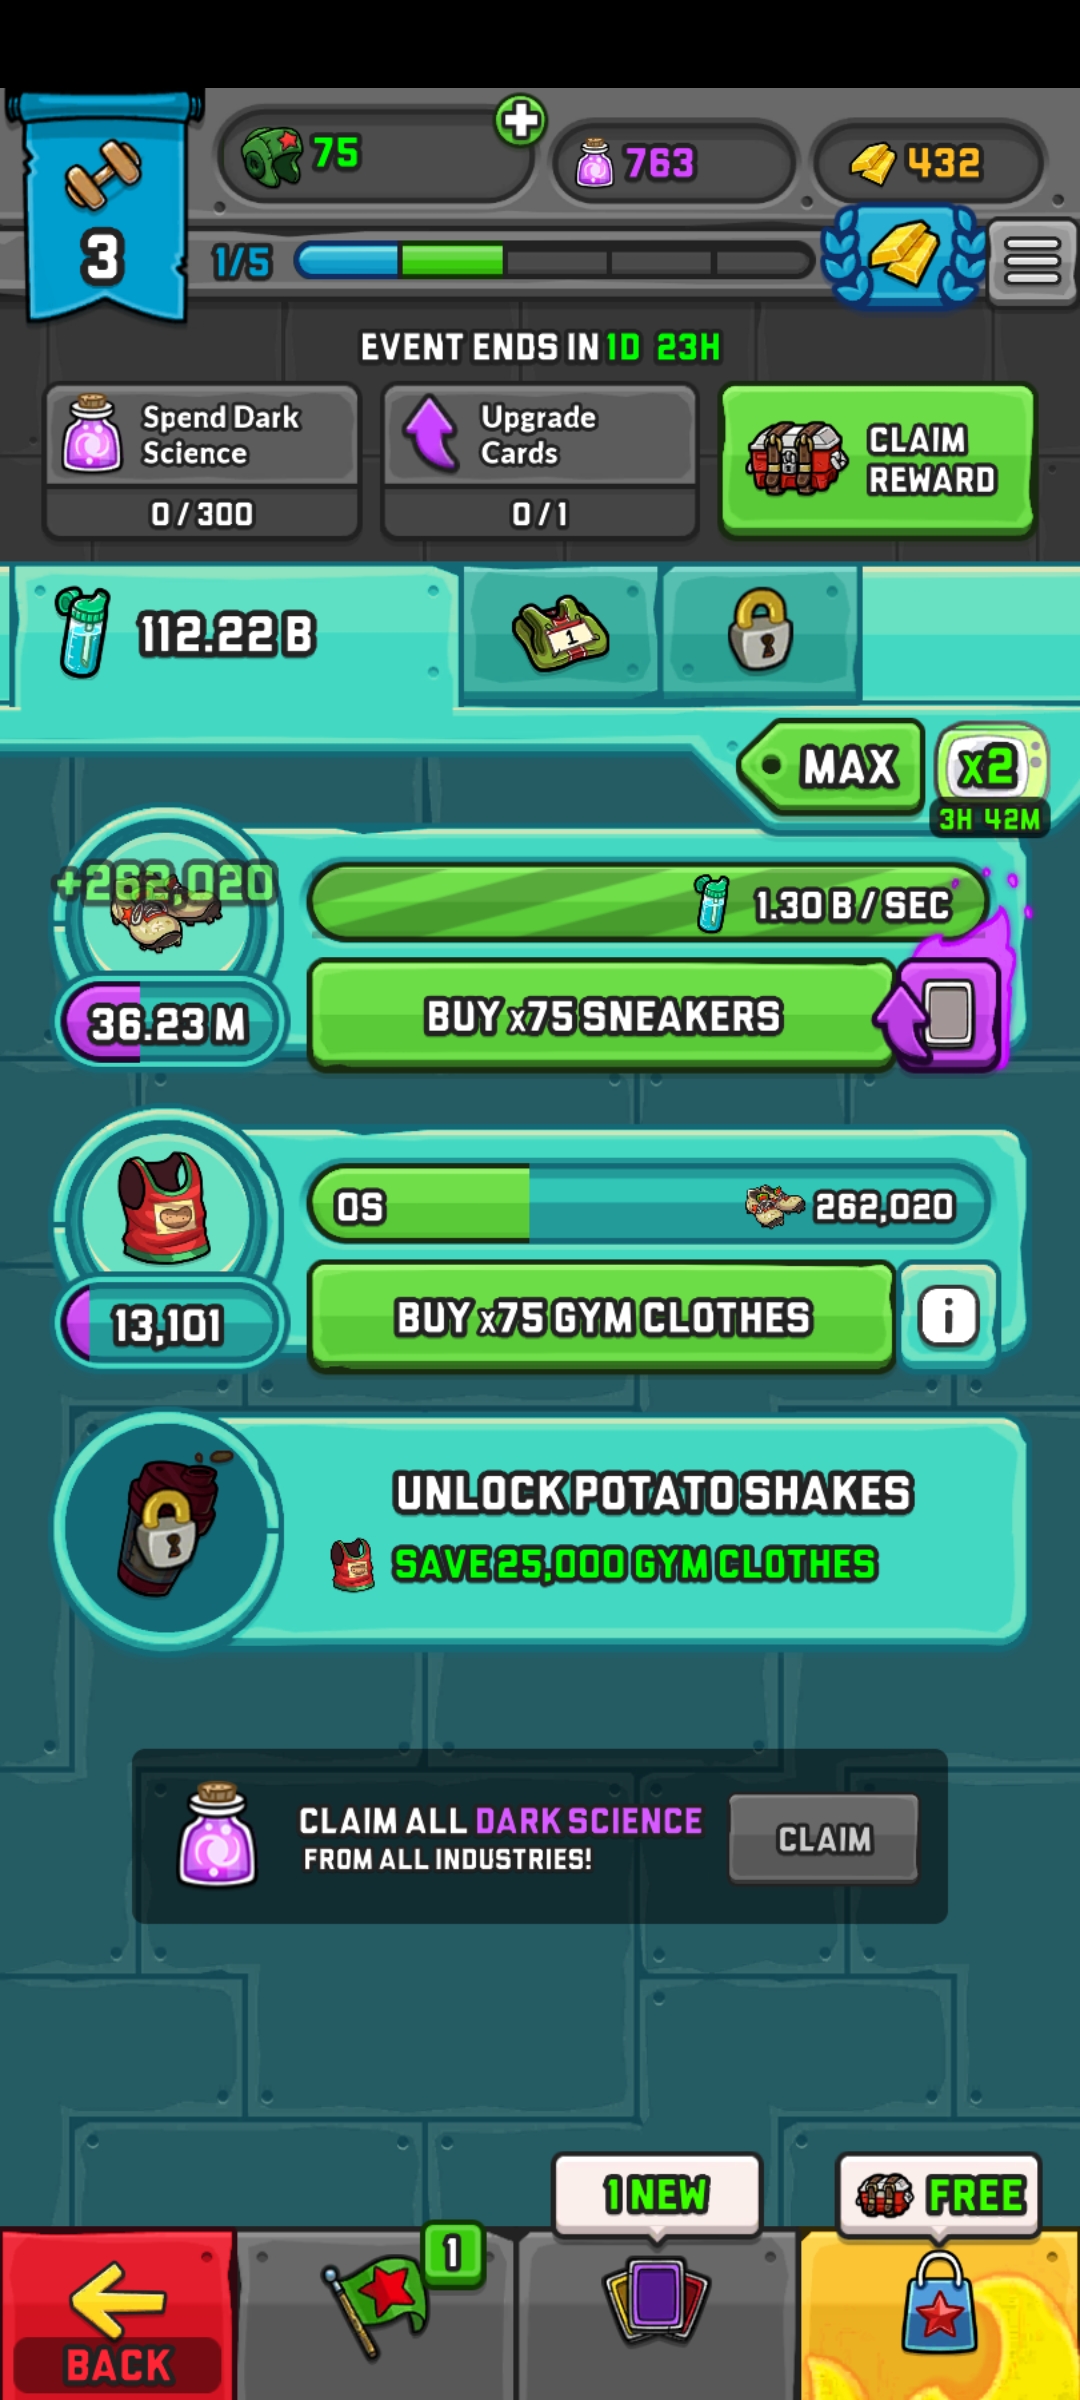 75
763
432
3
1/5
EVENT ENDS IN 1D 23H
Spend Dark
Science
0 / 300
Upgrade
Cards
0 / 1
CLAIM
REWARD
112.22 B
1
MAX
x2
3H 42M
+262,020
1.30 B / SEC
36.23 M
BUY x75 SNEAKERS
0S
262,020
13,101
BUY x75 GYM CLOTHES
i
UNLOCK POTATO SHAKES
SAVE 25,000 GYM CLOTHES
CLAIM ALL DARK SCIENCE
FROM ALL INDUSTRIES!
CLAIM
1 NEW
FREE
1
BACK